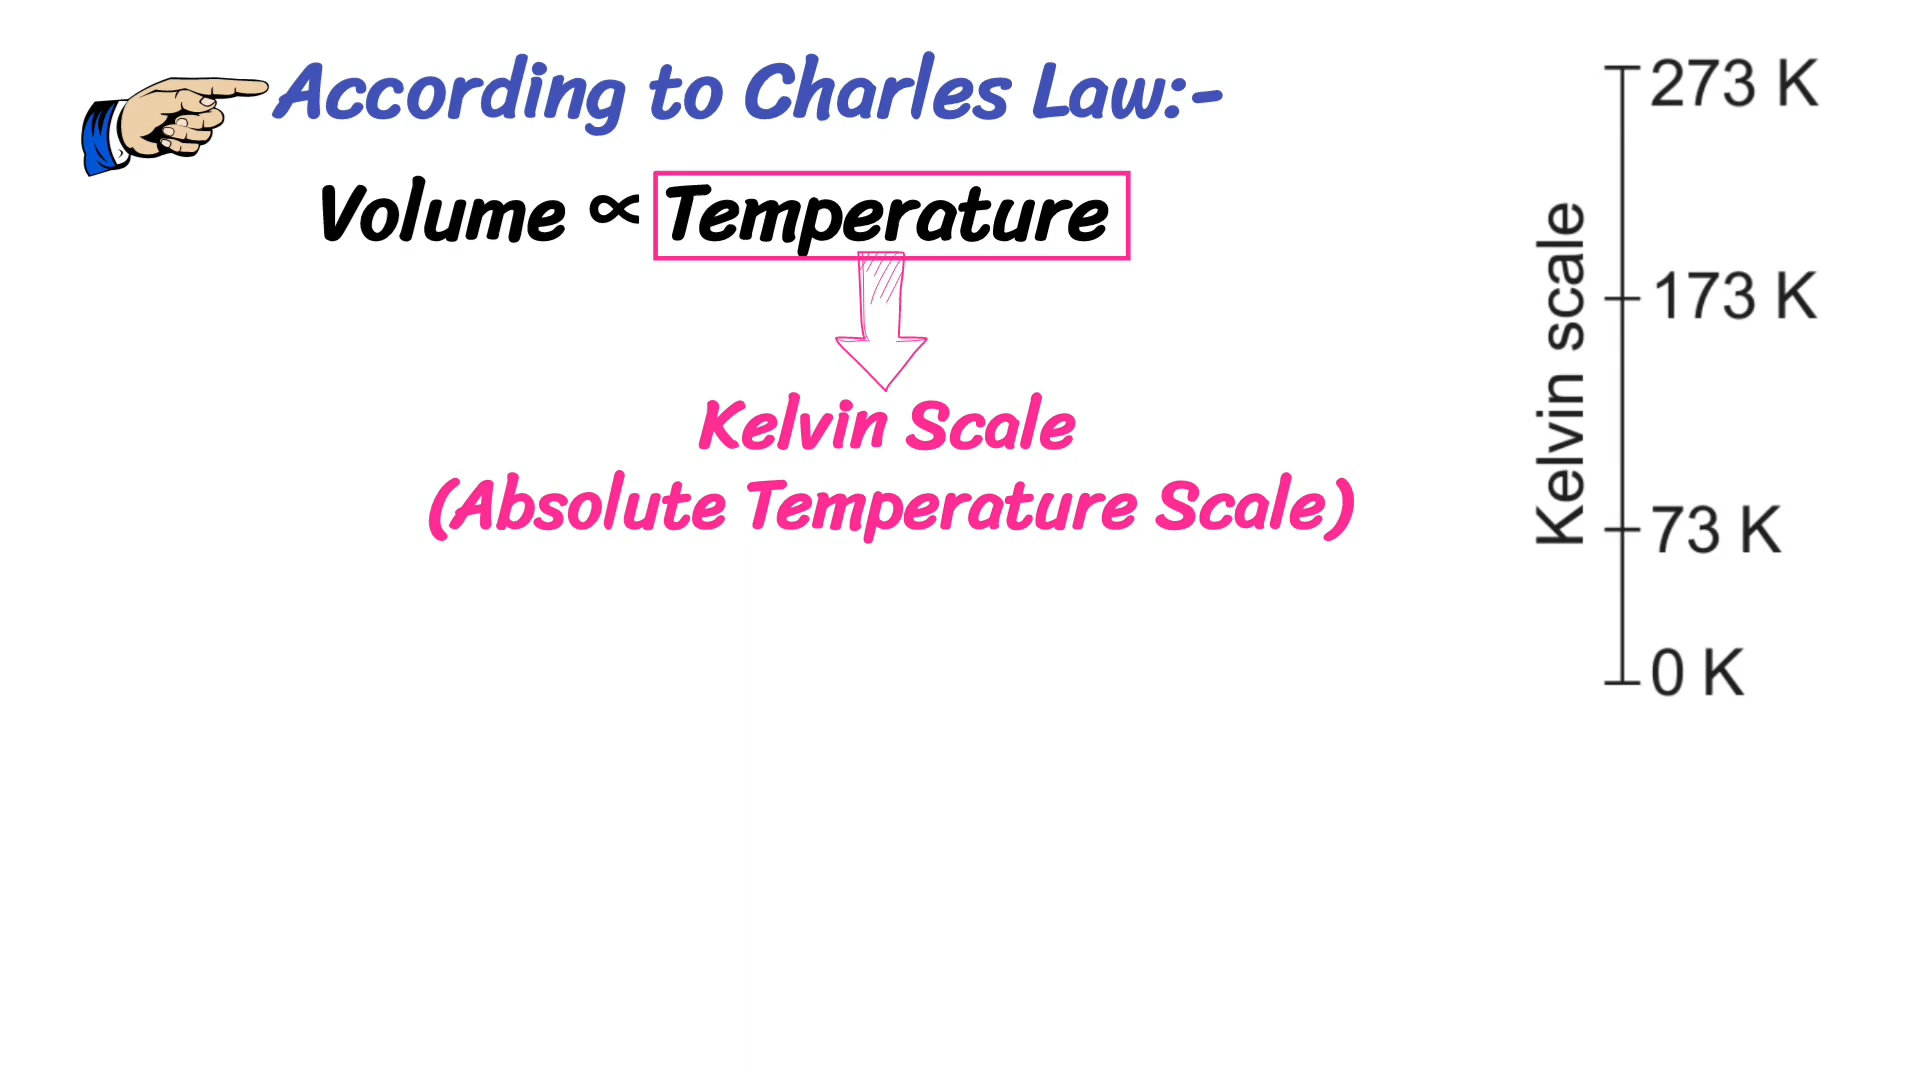 According to Charles Law:-
Volume ∝ Temperature
Kelvin Scale
(Absolute Temperature Scale)
Kelvin scale
273 K
173 K
73 K
0 K